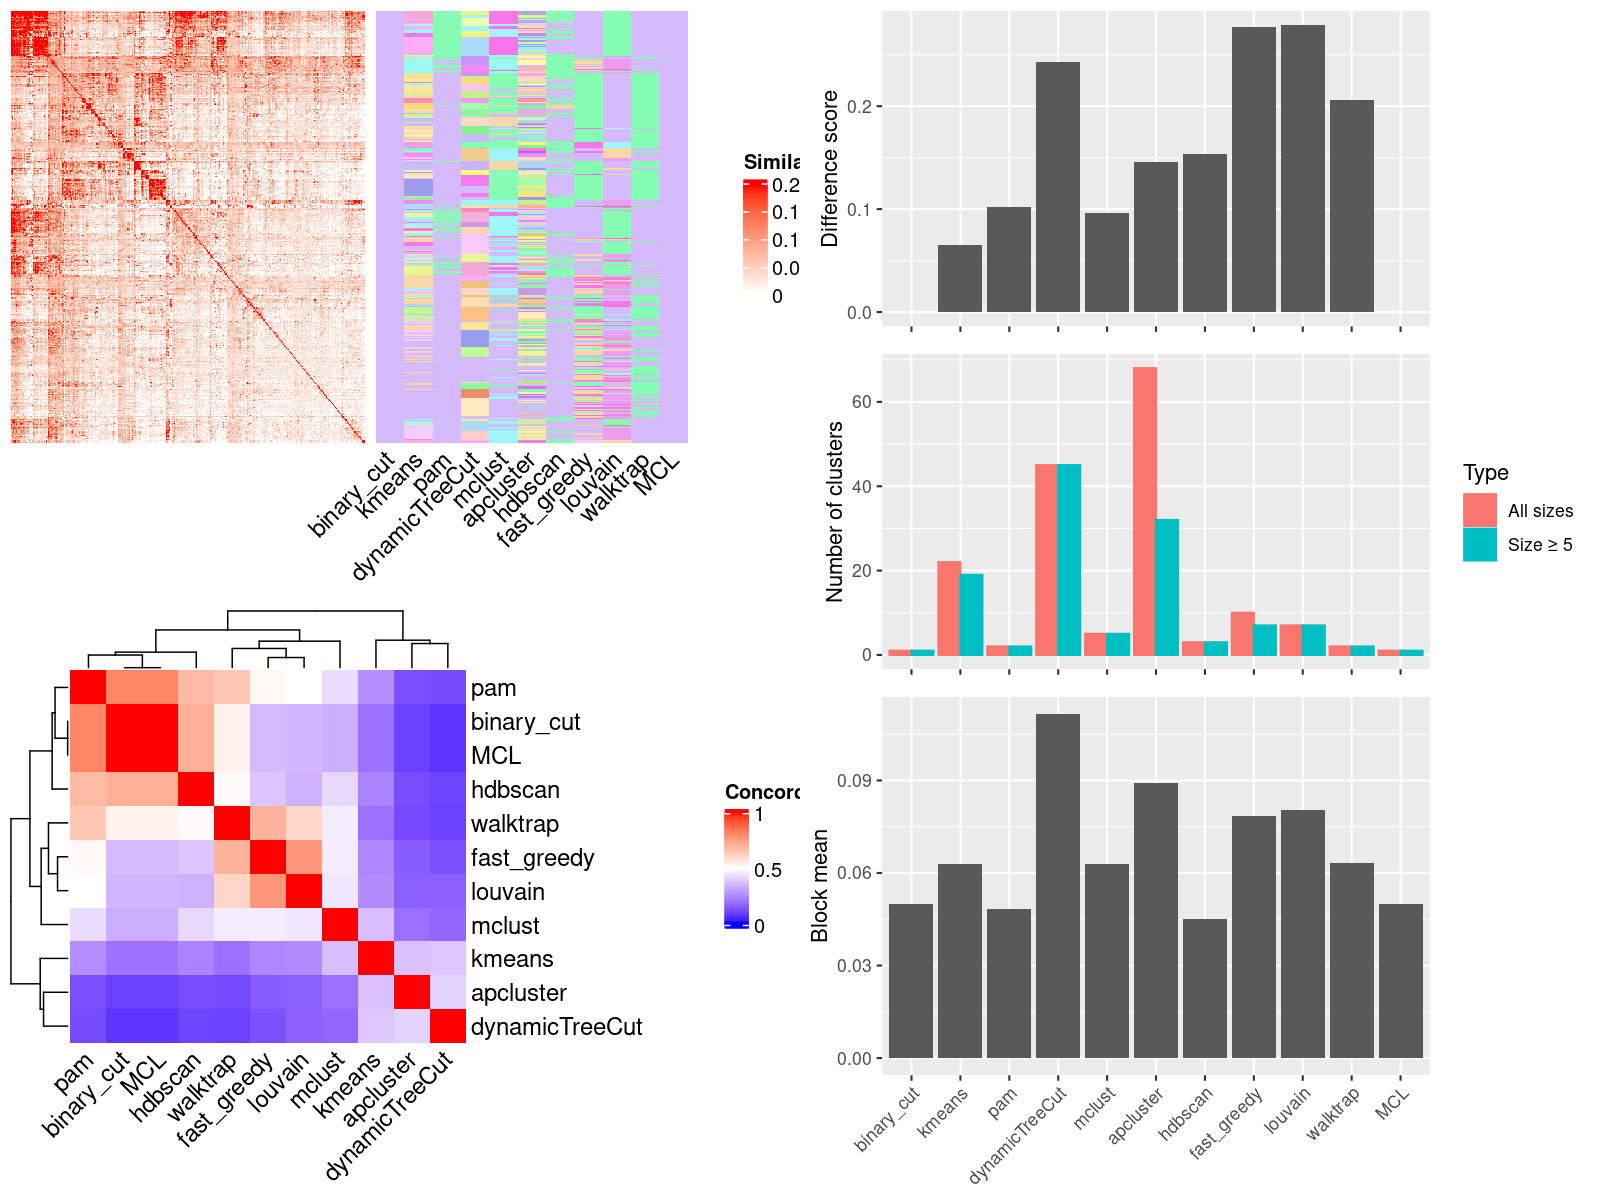 Simila
0.2
0.1
0.1
0.0
0
binary_cut
kmeans
pam
dynamicTreeCut
mclust
apcluster
hdbscan
fast_greedy
louvain
walktrap
MCL
pam
binary_cut
MCL
hdbscan
walktrap
fast_greedy
louvain
mclust
kmeans
apcluster
dynamicTreeCut
pam
binary_cut
MCL
hdbscan
walktrap
fast_greedy
louvain
mclust
kmeans
apcluster
dynamicTreeCut
Concord
1
0.5
0
Difference score
0.2
0.1
0.0
Number of clusters
60
40
20
0
Type
All sizes
Size ≥ 5
Block mean
0.09
0.06
0.03
0.00
binary_cut
kmeans
pam
dynamicTreeCut
mclust
apcluster
hdbscan
fast_greedy
louvain
walktrap
MCL